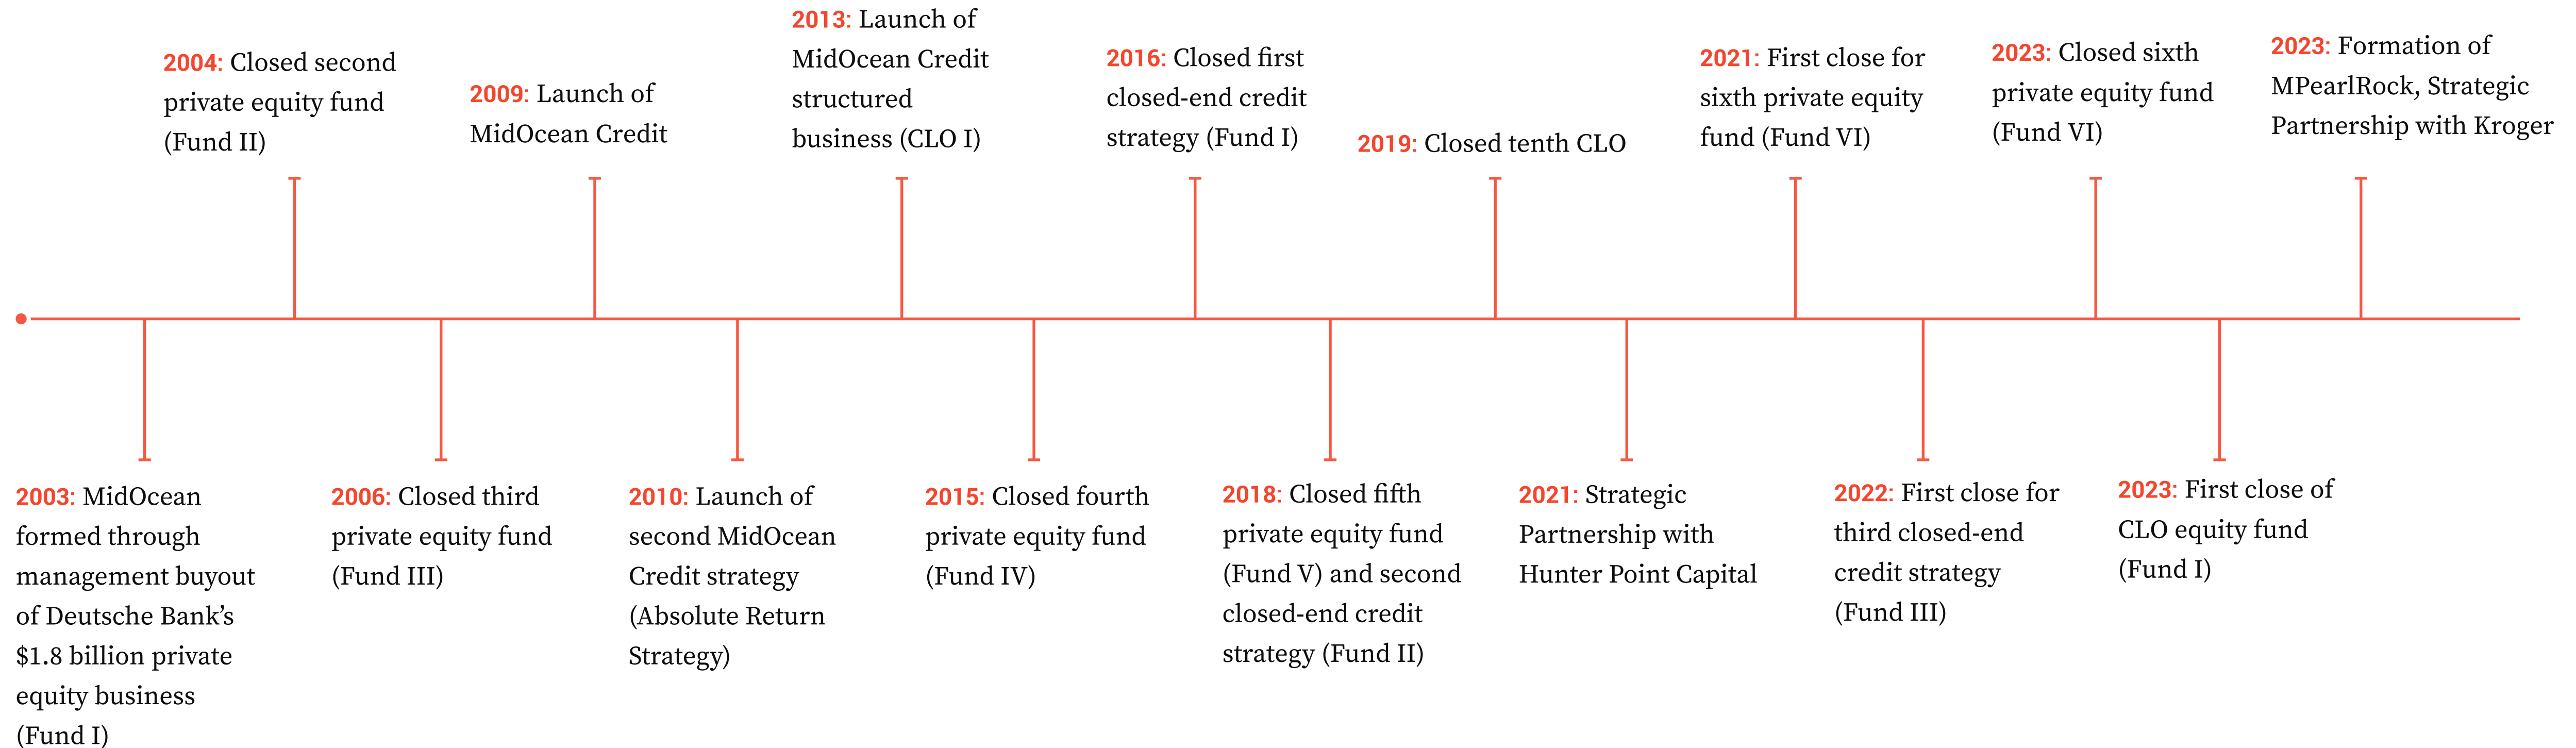 2003: MidOcean
formed through
management buyout
of Deutsche Bank’s
$1.8 billion private
equity business
(Fund I)
2004: Closed second
private equity fund
(Fund II)
2006: Closed third
private equity fund
(Fund III)
2009: Launch of
MidOcean Credit
2010: Launch of
second MidOcean
Credit strategy
(Absolute Return
Strategy)
2013: Launch of
MidOcean Credit
structured
business (CLO I)
2015: Closed fourth
private equity fund
(Fund IV)
2016: Closed first
closed-end credit
strategy (Fund I)
2018: Closed fifth
private equity fund
(Fund V) and second
closed-end credit
strategy (Fund II)
2019: Closed tenth CLO
2021: Strategic
Partnership with
Hunter Point Capital
2021: First close for
sixth private equity
fund (Fund VI)
2022: First close for
third closed-end
credit strategy
(Fund III)
2023: Closed sixth
private equity fund
(Fund VI)
2023: First close of
CLO equity fund
(Fund I)
2023: Formation of
MPearlRock, Strategic
Partnership with Kroger